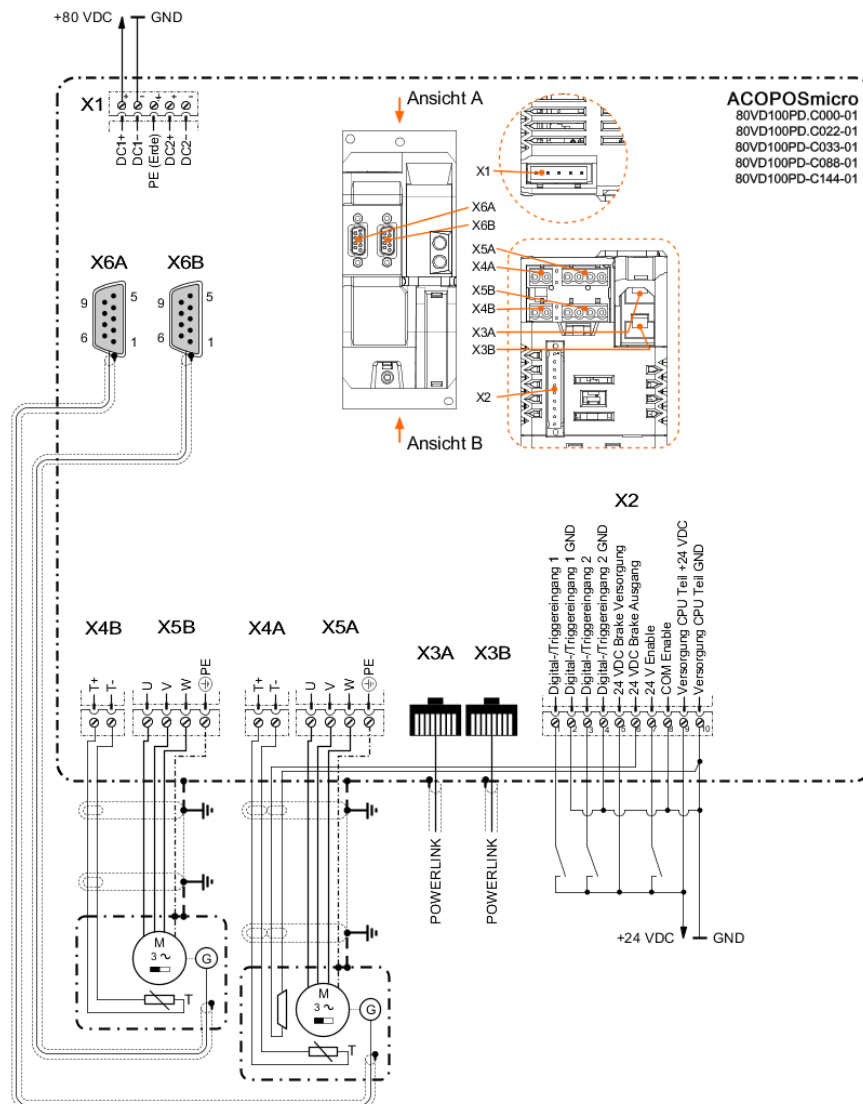 +80 VDC
GND
X1
+
-
+
-
DC1+
DC1-
PE (Erde)
DC2+
DC2-
Ansicht A
ACOPOSmicro
80VD100PD.C000-01
80VD100PD.C022-01
80VD100PD-C033-01
80VD100PD-C088-01
80VD100PD-C144-01
X1
X6A
X6B
X5A
X4A
X5B
X4B
X3A
X3B
X2
Ansicht B
X6A
X6B
9
5
6
1
9
5
6
1
X2
Digital-/Triggereingang 1
Digital-/Triggereingang 1 GND
Digital-/Triggereingang 2
Digital-/Triggereingang 2 GND
24 VDC Brake Versorgung
24 VDC Brake Ausgang
24 V Enable
COM Enable
Versorgung CPU Teil +24 VDC
Versorgung CPU Teil GND
1
2
3
4
5
6
7
8
9
10
X4B
X5B
X4A
X5A
X3A
X3B
T+
T-
U
V
W
PE
T+
T-
U
V
W
PE
POWERLINK
POWERLINK
+24 VDC
GND
M
3 ~
G
T
M
3 ~
G
T